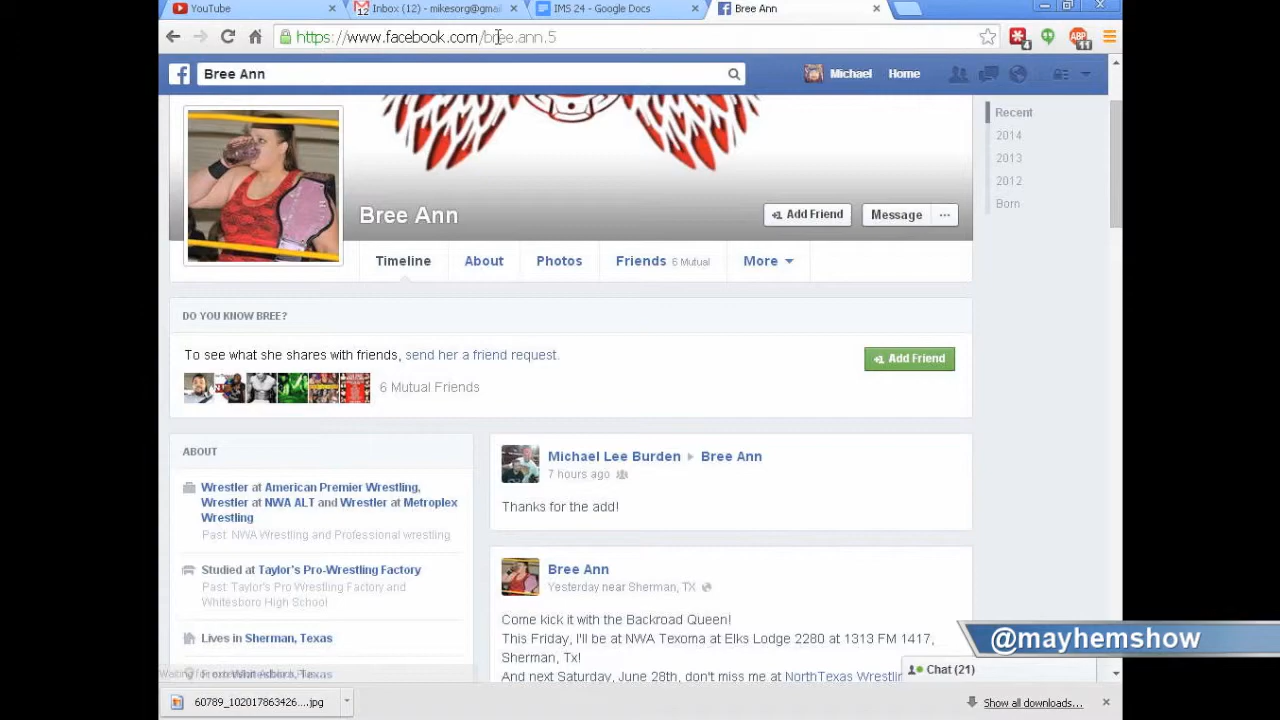 YouTube
Inbox (12) - mikesorg@gmai
IMS 24 - Google Docs
Bree Ann
https://www.facebook.com/bree.ann.5
4
11
Bree Ann
Michael
Home
Recent
2014
2013
2012
Born
Bree Ann
+1 Add Friend
Message ...
Timeline
About
Photos
Friends 6 Mutual
More
DO YOU KNOW BREE?
To see what she shares with friends, send her a friend request.
+1 Add Friend
6 Mutual Friends
ABOUT
Wrestler at American Premier Wrestling,
Wrestler at NWA ALT and Wrestler at Metroplex
Wrestling
Past: NWA Wrestling and Professional wrestling
Studied at Taylor's Pro-Wrestling Factory
Past: Taylor's Pro Wrestling Factory and
Whitesboro High School
Lives in Sherman, Texas
Michael Lee Burden ▸ Bree Ann
7 hours ago
Thanks for the add!
Bree Ann
Yesterday near Sherman, TX
Come kick it with the Backroad Queen!
This Friday, I'll be at NWA Texoma at Elks Lodge 2280 at 1313 FM 1417,
Sherman, Tx!
And next Saturday, June 28th, don't miss me at NorthTexas Wrestlin
@mayhemshow
Chat (21)
60789_102017863426....jpg
Show all downloads...